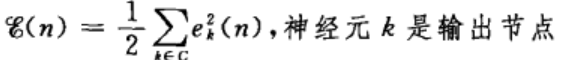 ℰ(n) = 1/2 ∑_{k∈C} e_k^2(n),神经元 k 是输出节点